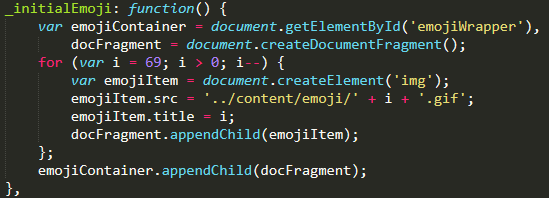 _initialEmoji: function() {
    var emojiContainer = document.getElementById('emojiWrapper'),
        docFragment = document.createDocumentFragment();
    for (var i = 69; i > 0; i--) {
        var emojiItem = document.createElement('img');
        emojiItem.src = '../content/emoji/' + i + '.gif';
        emojiItem.title = i;
        docFragment.appendChild(emojiItem);
    };
    emojiContainer.appendChild(docFragment);
},